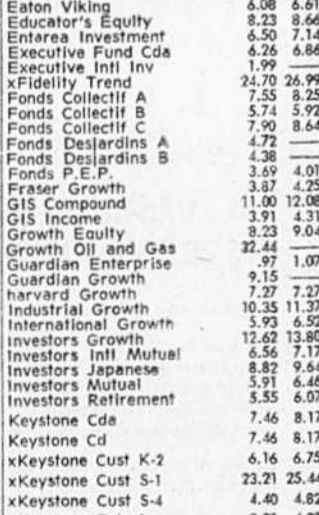 Eaton Viking 6.08 6.61
Educator's Equity 8.23 8.66
Entarea Investment 6.50 7.14
Executive Fund Cda 6.26 6.86
Executive Intl Inv 1.99 ——
xFidelity Trend 24.70 26.99
Fonds Collectif A 7.55 8.25
Fonds Collectif B 5.74 5.92
Fonds Collectif C 7.90 8.64
Fonds Desjardins A 4.72 ——
Fonds Desjardins B 4.38 ——
Fonds P.E.P. 3.69 4.01
Fraser Growth 3.87 4.25
GIS Compound 11.00 12.08
GIS Income 3.91 4.31
Growth Equity 8.23 9.04
Growth Oil and Gas 32.44 ——
Guardian Enterprise .97 1.07
Guardian Growth 9.15 ——
harvard Growth 7.27 7.27
Industrial Growth 10.35 11.37
International Growth 5.93 6.52
Investors Growth 12.62 13.80
Investors Intl Mutual 6.56 7.17
Investors Japanese 8.82 9.64
Investors Mutual 5.91 6.46
Investors Retirement 5.55 6.07
Keystone Cda 7.46 8.17
Keystone Cd 7.46 8.17
xKeystone Cust K-2 6.16 6.75
xKeystone Cust S-1 23.21 25.44
xKeystone Cust S-4 4.40 4.82